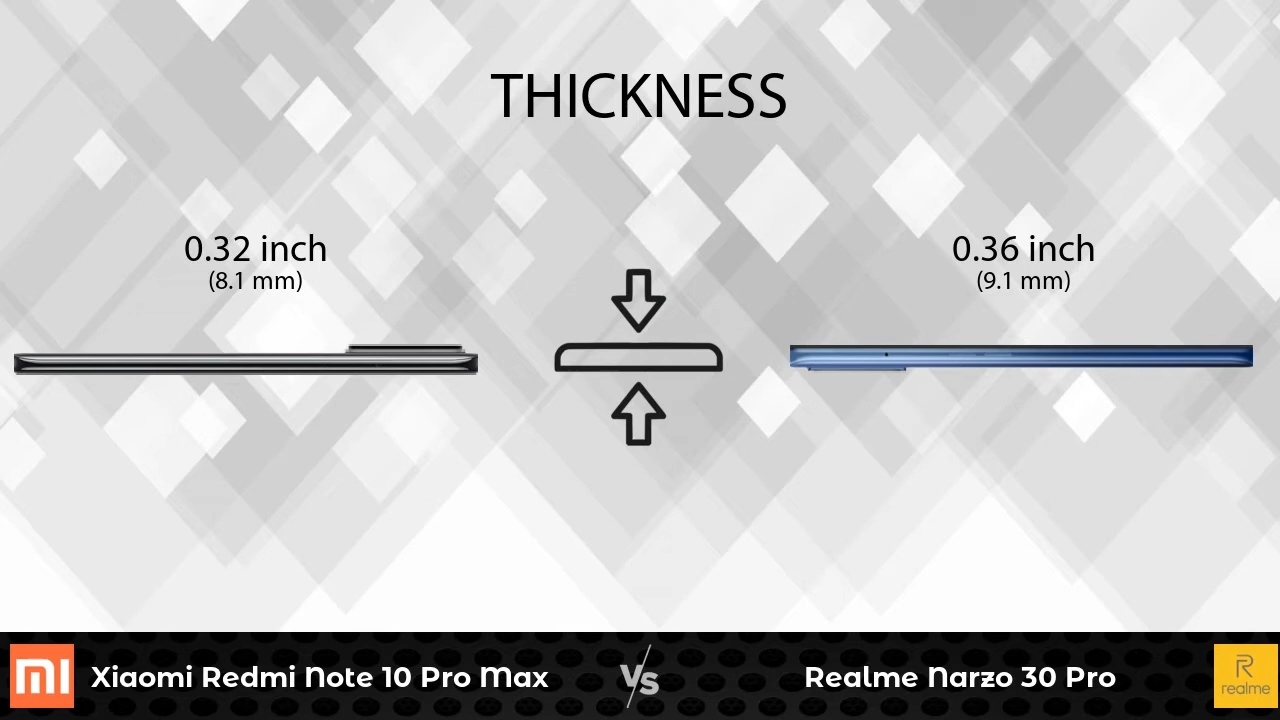 THICKNESS
0.32 inch
(8.1 mm)
0.36 inch
(9.1 mm)
MI
Xiaomi Redmi Note 10 Pro Max
Vs
Realme Narzo 30 Pro
R
realme